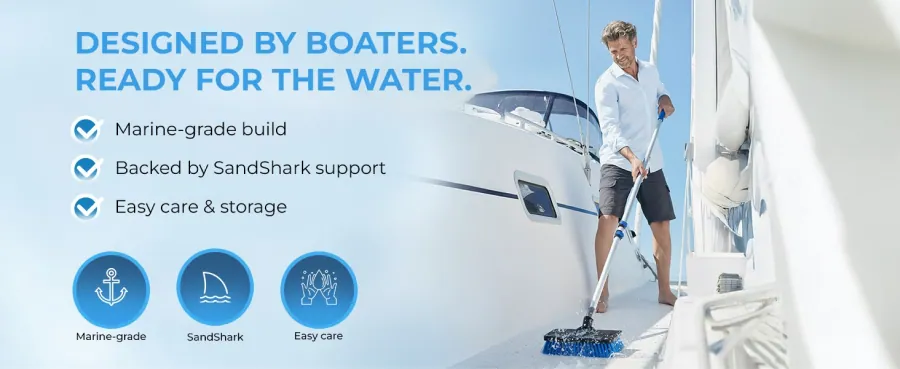 DESIGNED BY BOATERS.
READY FOR THE WATER.
Marine-grade build
Backed by SandShark support
Easy care & storage
Marine-grade
SandShark
Easy care